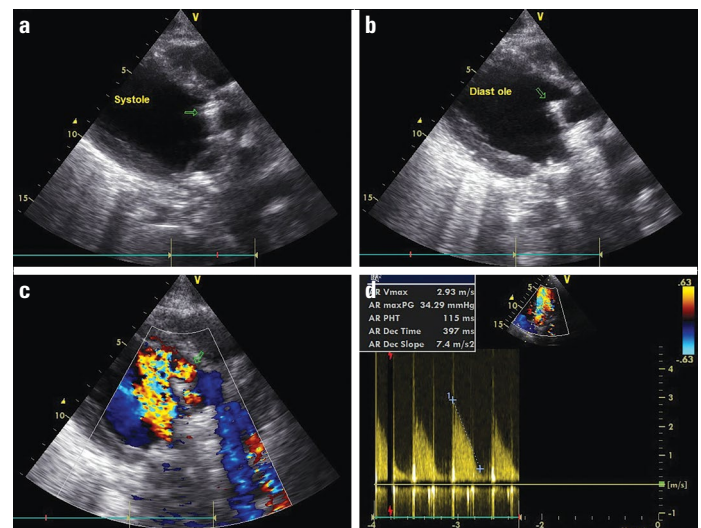 a
V
5
Systole
10
15
b
V
5
Diast ole
10
15
c
V
5
10
d
V
AR Vmax 2.93 m/s
AR maxPG 34.29 mmHg
AR PHT 115 ms
AR Dec Time 397 ms
AR Dec Slope 7.4 m/s2
5
10
15
.63
-.63
1
4
3
2
1
[m/s]
-1
-4
-3
-2
0